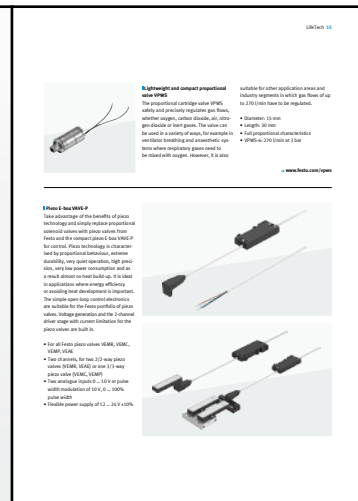 LifeTech 15
Lightweight and compact proportional
valve VPWS
The proportional cartridge valve VPWS
safely and precisely regulates gas flows,
whether oxygen, carbon dioxide, air, nitro-
gen dioxide or inert gases. The valve can
be used in a variety of ways, for example in
ventilator breathing and anaesthetic sys-
tems where respiratory gases need to
be mixed with oxygen. However, it is also
suitable for other application areas and
industry segments in which gas flows of up
to 270 l/min have to be regulated.
• Diameter: 15 mm
• Length: 30 mm
• Full proportional characteristics
• VPWS-6: 270 l/min at 3 bar
→ www.festo.com/vpws
Piezo E-box VAVE-P
Take advantage of the benefits of piezo
technology and simply replace proportional
solenoid valves with piezo valves from
Festo and the compact piezo E-box VAVE-P
for control. Piezo technology is character-
ised by proportional behaviour, extreme
durability, very quiet operation, high preci-
sion, very low power consumption and as
a result almost no heat build-up. It is ideal
in applications where energy efficiency
or avoiding heat development is important.
The simple open-loop control electronics
are suitable for the Festo portfolio of piezo
valves. Voltage generation and the 2-channel
driver stage with current limitation for the
piezo valves are built in.
• For all Festo piezo valves VEMR, VEMC,
VEMP, VEAE
• Two channels, for two 2/2-way piezo
valves (VEMR, VEAE) or one 3/3-way
piezo valve (VEMC, VEMP)
• Two analogue inputs 0 ... 10 V or pulse
width modulation of 10 V, 0 ... 100%
pulse width
• Flexible power supply of 12 ... 24 V ±10%